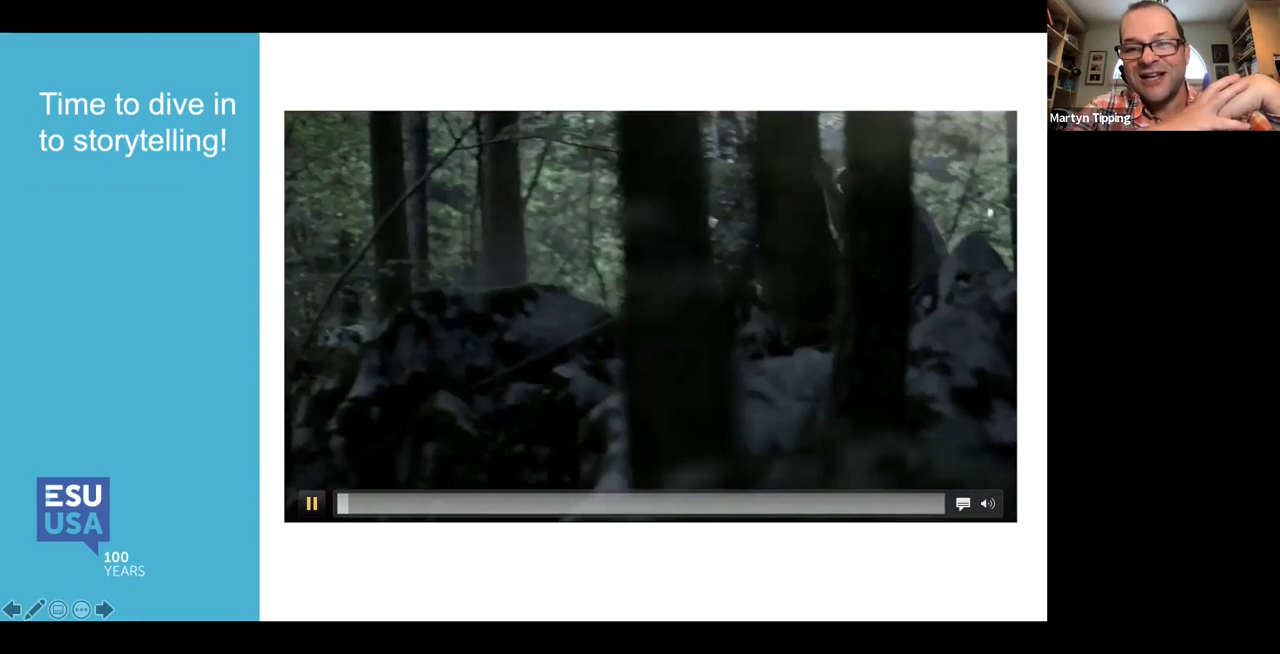 Time to dive in
to storytelling!
Martyn Tipping
ESU
USA
100
YEARS